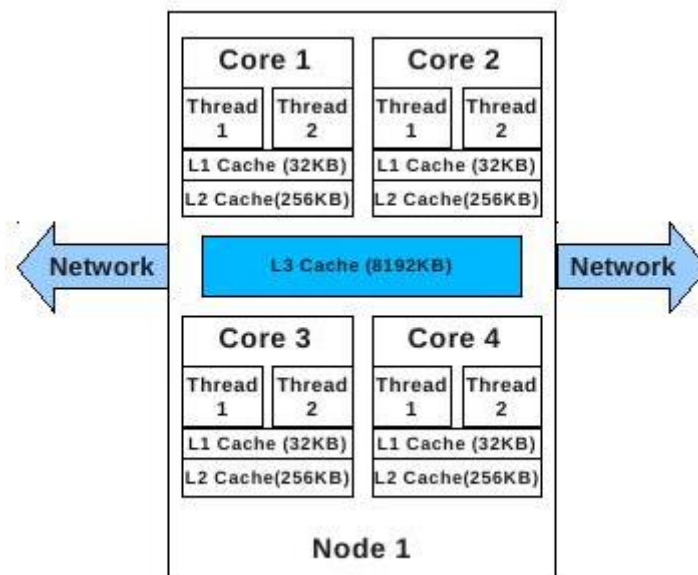 Core 1
Core 2
Thread
1
Thread
2
Thread
1
Thread
2
L1 Cache (32KB)
L1 Cache (32KB)
L2 Cache(256KB)
L2 Cache(256KB)
Network
L3 Cache (8192KB)
Network
Core 3
Core 4
Thread
1
Thread
2
Thread
1
Thread
2
L1 Cache (32KB)
L1 Cache (32KB)
L2 Cache(256KB)
L2 Cache(256KB)
Node 1